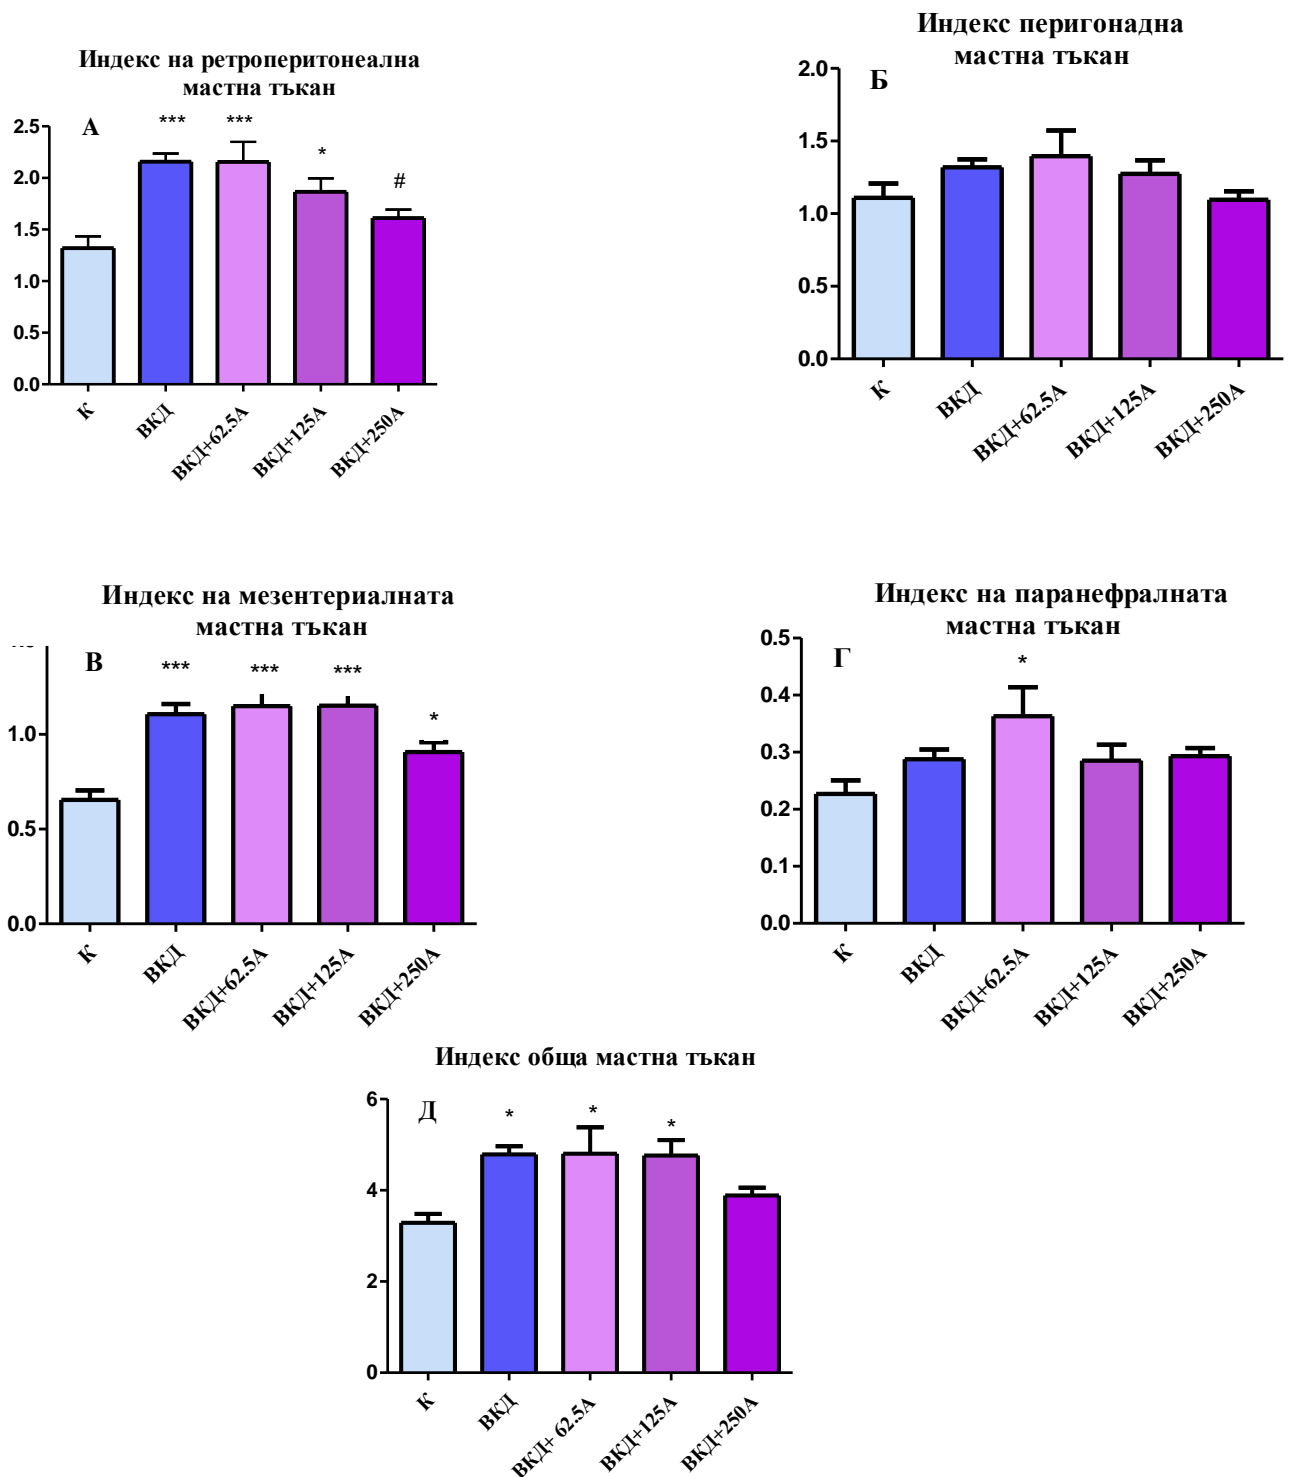 Индекс на ретроперитонеална
мастна тъкан
А
*** *** * #
2.5
2.0
1.5
1.0
0.5
0.0
К ВКД ВКД+62.5А ВКД+125А ВКД+250А
Индекс перигонадна
мастна тъкан
Б
2.0
1.5
1.0
0.5
0.0
К ВКД ВКД+62.5А ВКД+125А ВКД+250А
Индекс на мезентериалната
мастна тъкан
В
*** *** *** *
1.0
0.5
0.0
К ВКД ВКД+62.5А ВКД+125А ВКД+250А
Индекс на паранефралната
мастна тъкан
Г
*
0.5
0.4
0.3
0.2
0.1
0.0
К ВКД ВКД+62.5А ВКД+125А ВКД+250А
Индекс обща мастна тъкан
Д
* * *
6
4
2
0
К ВКД ВКД+ 62.5А ВКД+125А ВКД+250А